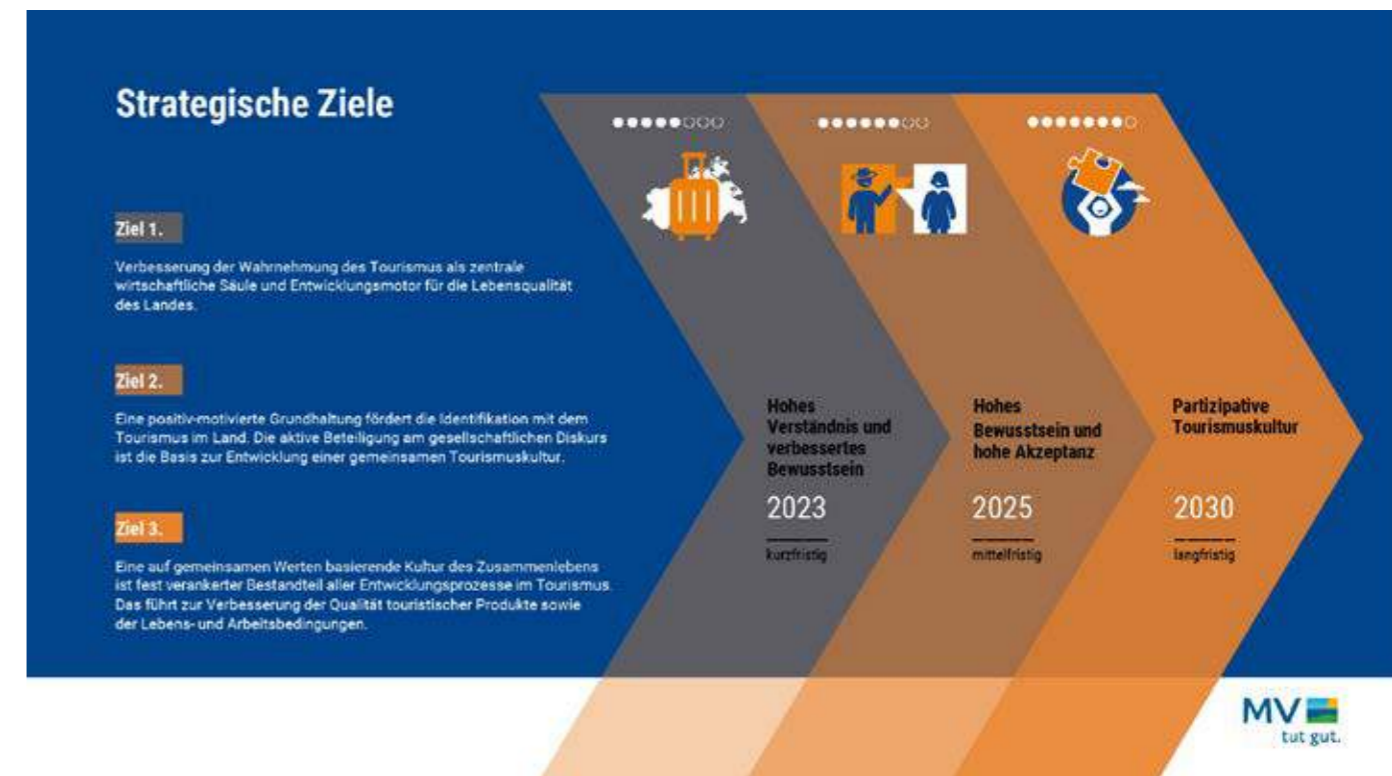 Strategische Ziele
Ziel 1.
Verbesserung der Wahrnehmung des Tourismus als zentrale
wirtschaftliche Säule und Entwicklungsmotor für die Lebensqualität
des Landes.
Ziel 2.
Eine positiv-motivierte Grundhaltung fördert die Identifikation mit dem
Tourismus im Land. Die aktive Beteiligung am gesellschaftlichen Diskurs
ist die Basis zur Entwicklung einer gemeinsamen Tourismuskultur.
Ziel 3.
Eine auf gemeinsamen Werten basierende Kultur des Zusammenlebens
ist fest verankerter Bestandteil aller Entwicklungsprozesse im Tourismus.
Das führt zur Verbesserung der Qualität touristischer Produkte sowie
der Lebens- und Arbeitsbedingungen.
Hohes
Verständnis und
verbessertes
Bewusstsein
2023
kurzfristig
Hohes
Bewusstsein und
hohe Akzeptanz
2025
mittelfristig
Partizipative
Tourismuskultur
2030
langfristig
MV
tut gut.